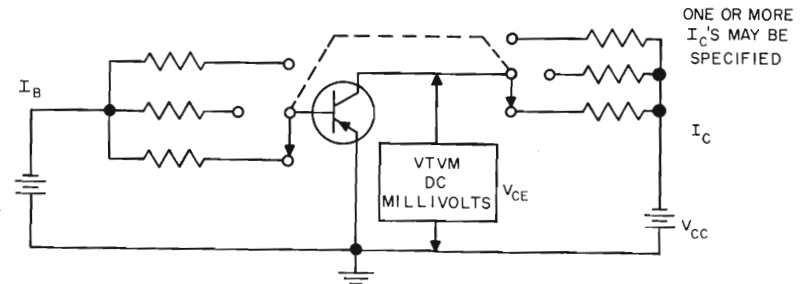 ONE OR MORE
I_C'S MAY BE
SPECIFIED
I_B
I_C
VTVM
DC
MILLIVOLTS
V_CE
V_CC